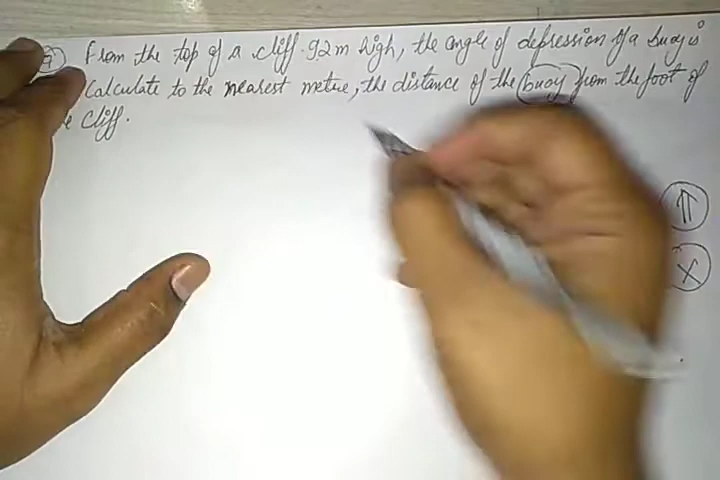 9 From the top of a cliff 92m high, the angle of depression of a buoy is
Calculate to the nearest metre, the distance of the buoy from the foot of
e cliff.
π
X